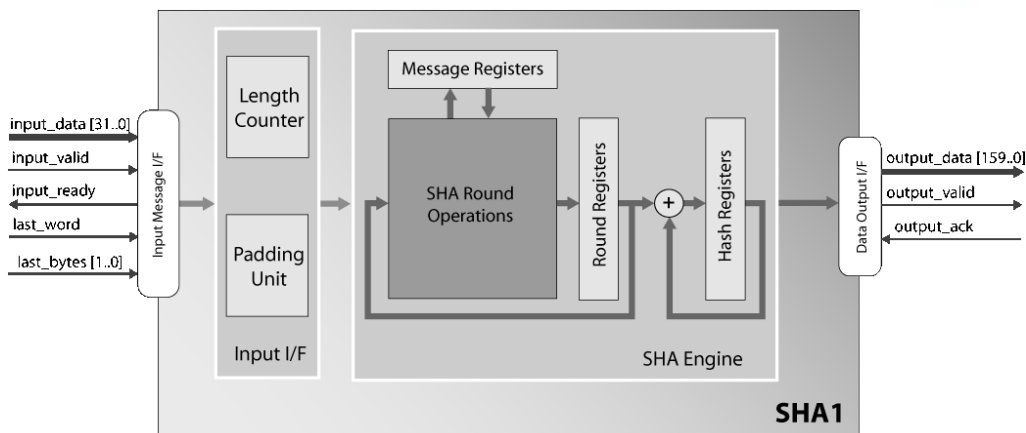 input_data [31..0]
input_valid
input_ready
last_word
last_bytes [1..0]
Input Message I/F
Length
Counter
Padding
Unit
Input I/F
Message Registers
SHA Round
Operations
Round Registers
+
Hash Registers
SHA Engine
Data Output I/F
output_data [159..0]
output_valid
output_ack
SHA1